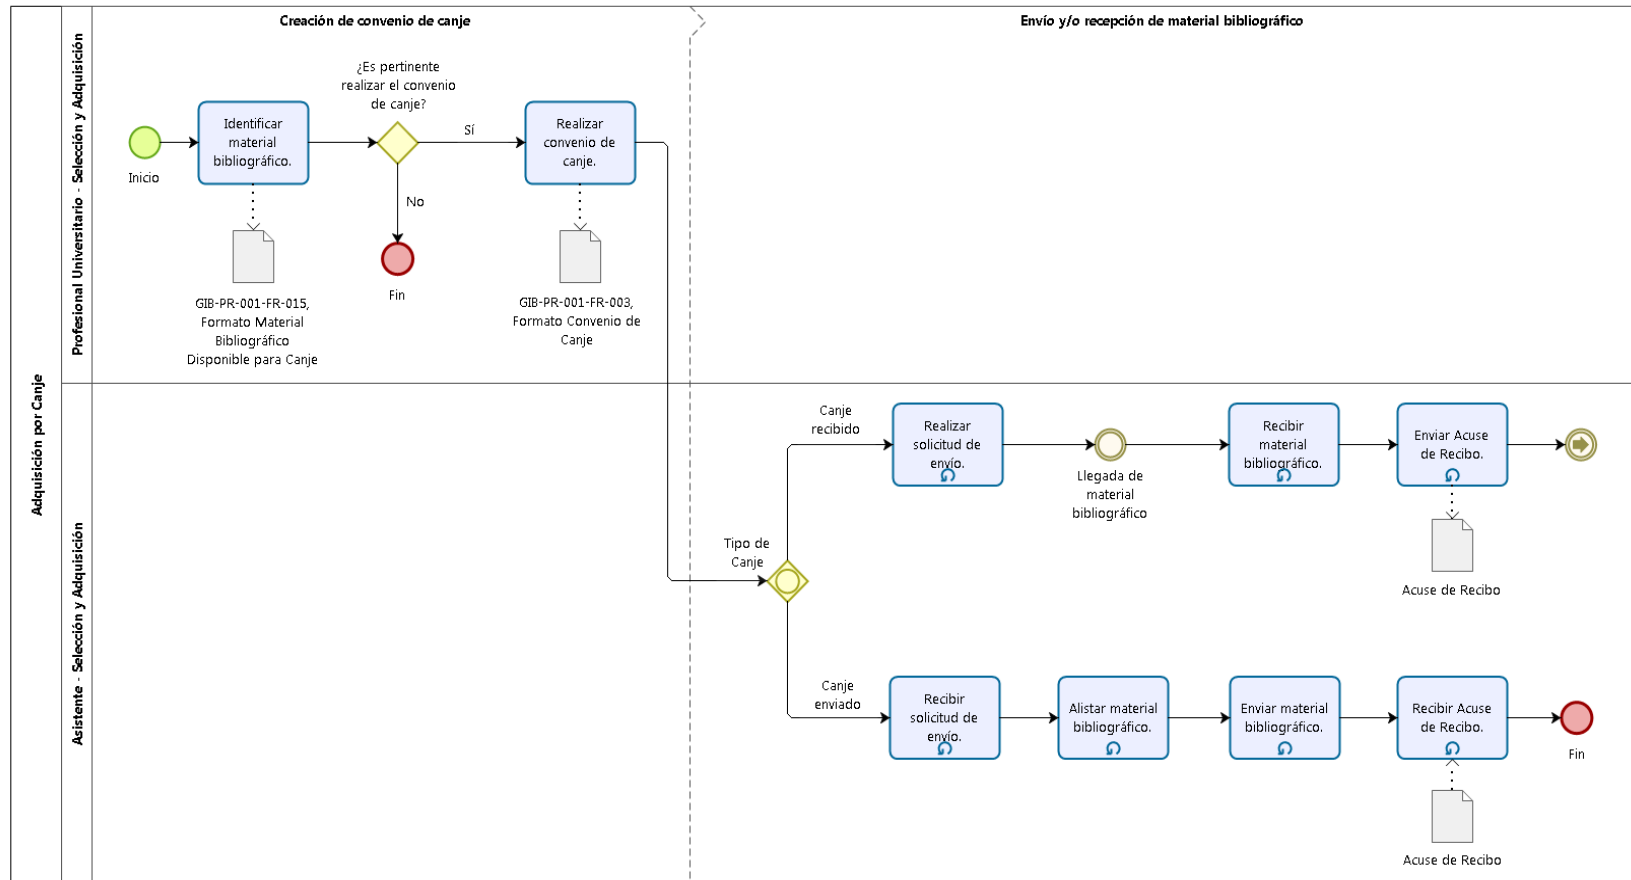 Creación de convenio de canje
Envío y/o recepción de material bibliográfico
Adquisición por Canje
Profesional Universitario - Selección y Adquisición
Inicio
Identificar
material
bibliográfico.
GIB-PR-001-FR-015,
Formato Material
Bibliográfico
Disponible para Canje
¿Es pertinente
realizar el convenio
de canje?
Sí
No
Fin
Realizar
convenio de
canje.
GIB-PR-001-FR-003,
Formato Convenio de
Canje
Asistente - Selección y Adquisición
Tipo de
Canje
Canje
recibido
Realizar
solicitud de
envío.
Llegada de
material
bibliográfico
Recibir
material
bibliográfico.
Enviar Acuse
de Recibo.
Acuse de Recibo
Canje
enviado
Recibir
solicitud de
envío.
Alistar material
bibliográfico.
Enviar material
bibliográfico.
Recibir Acuse
de Recibo.
Fin
Acuse de Recibo